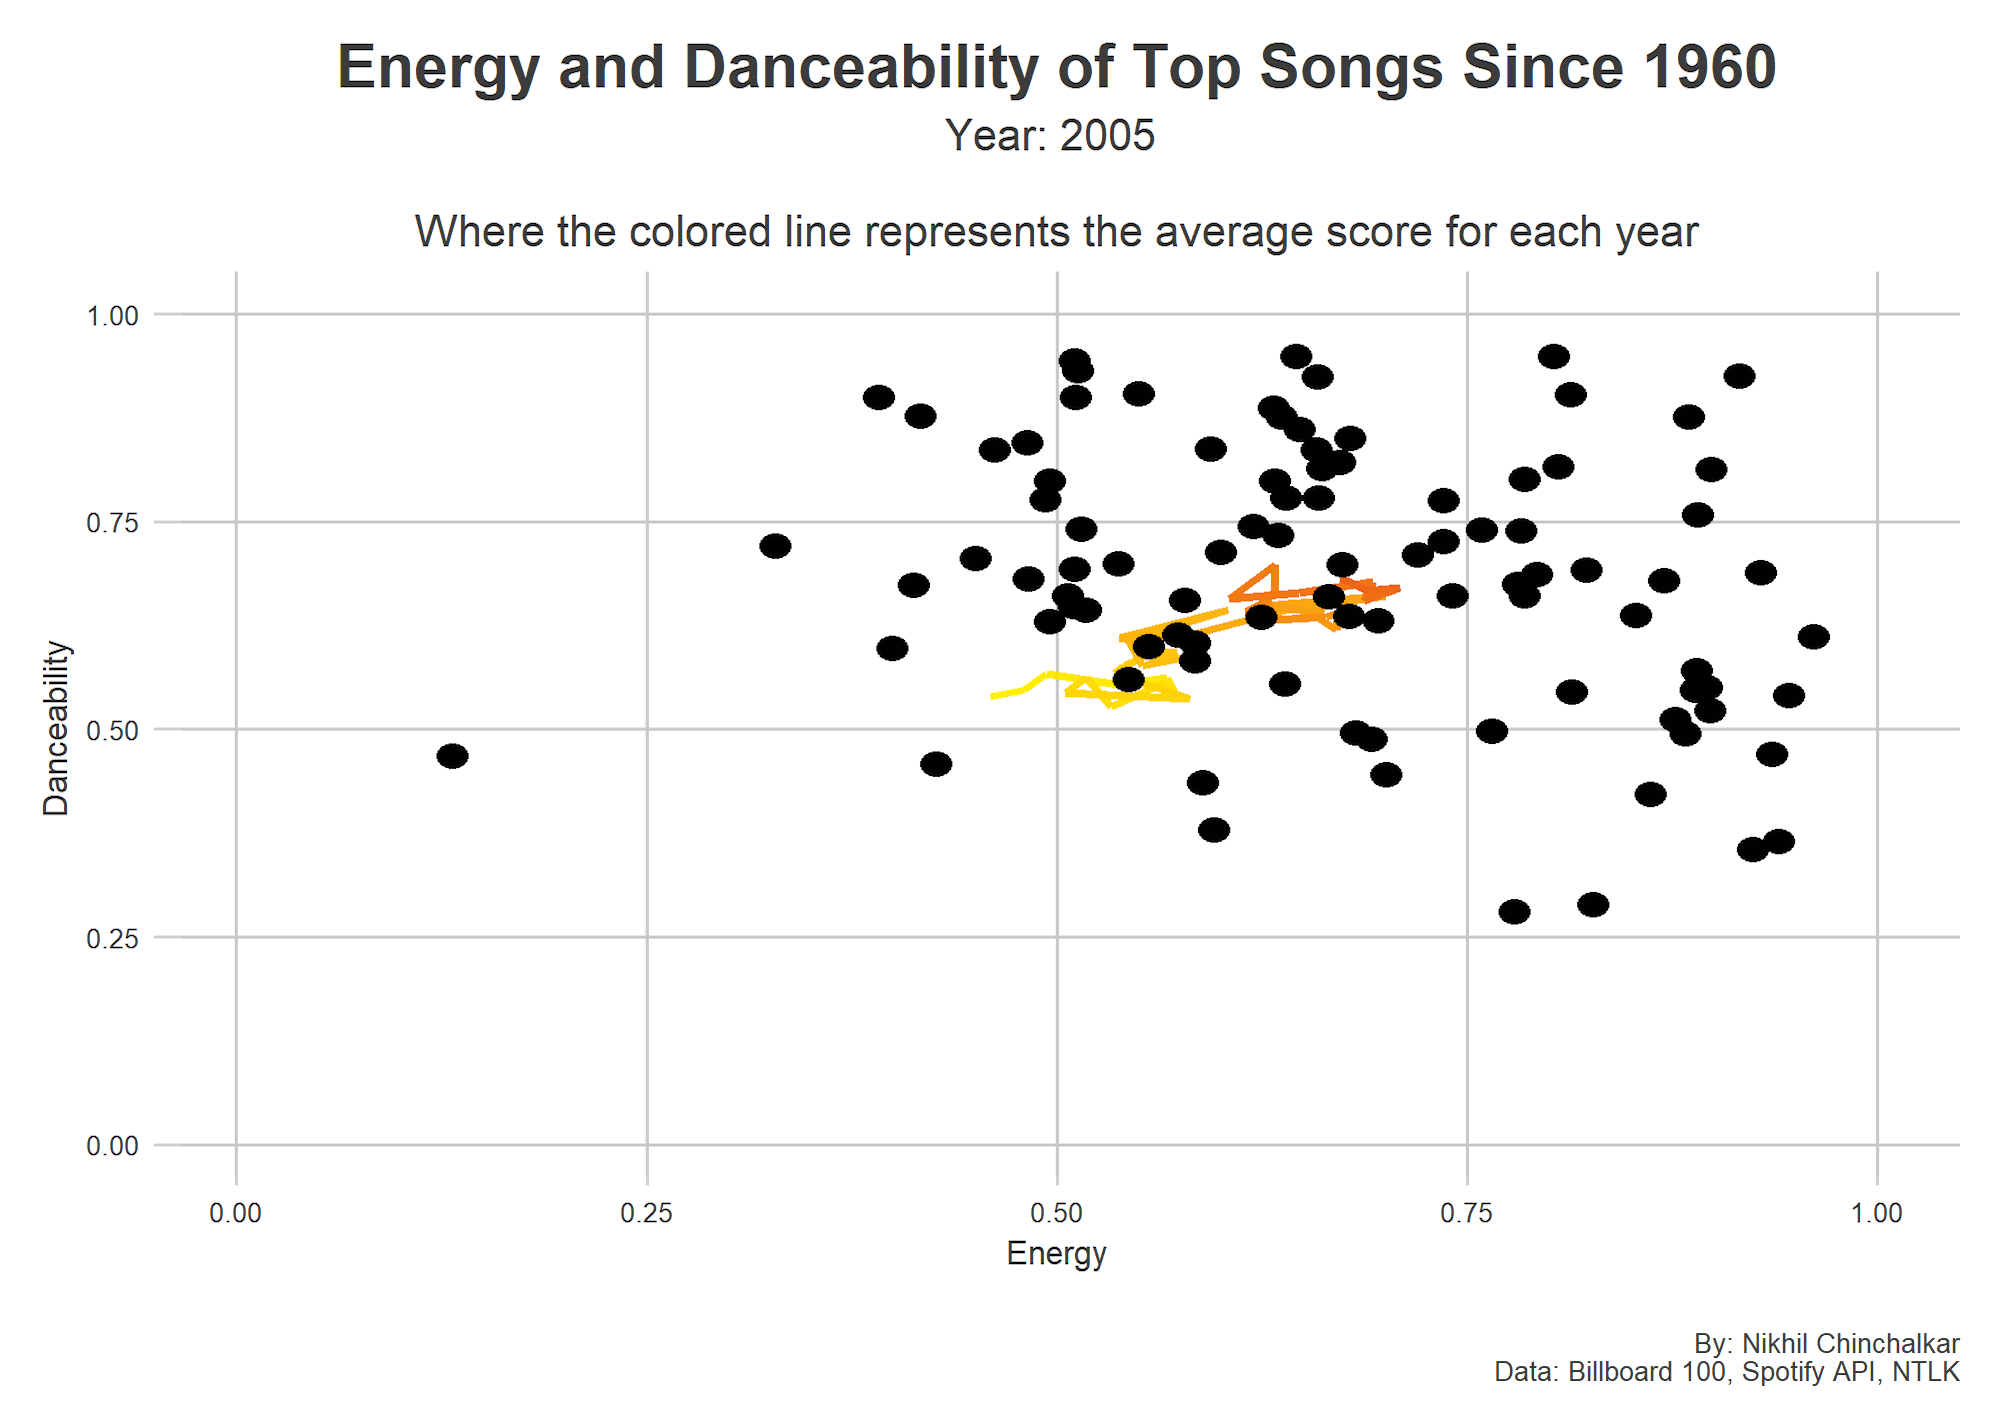 Energy and Danceability of Top Songs Since 1960
Year: 2005
Where the colored line represents the average score for each year
1.00
0.75
0.50
0.25
0.00
Danceability
0.00 0.25 0.50 0.75 1.00
Energy
By: Nikhil Chinchalkar
Data: Billboard 100, Spotify API, NTLK